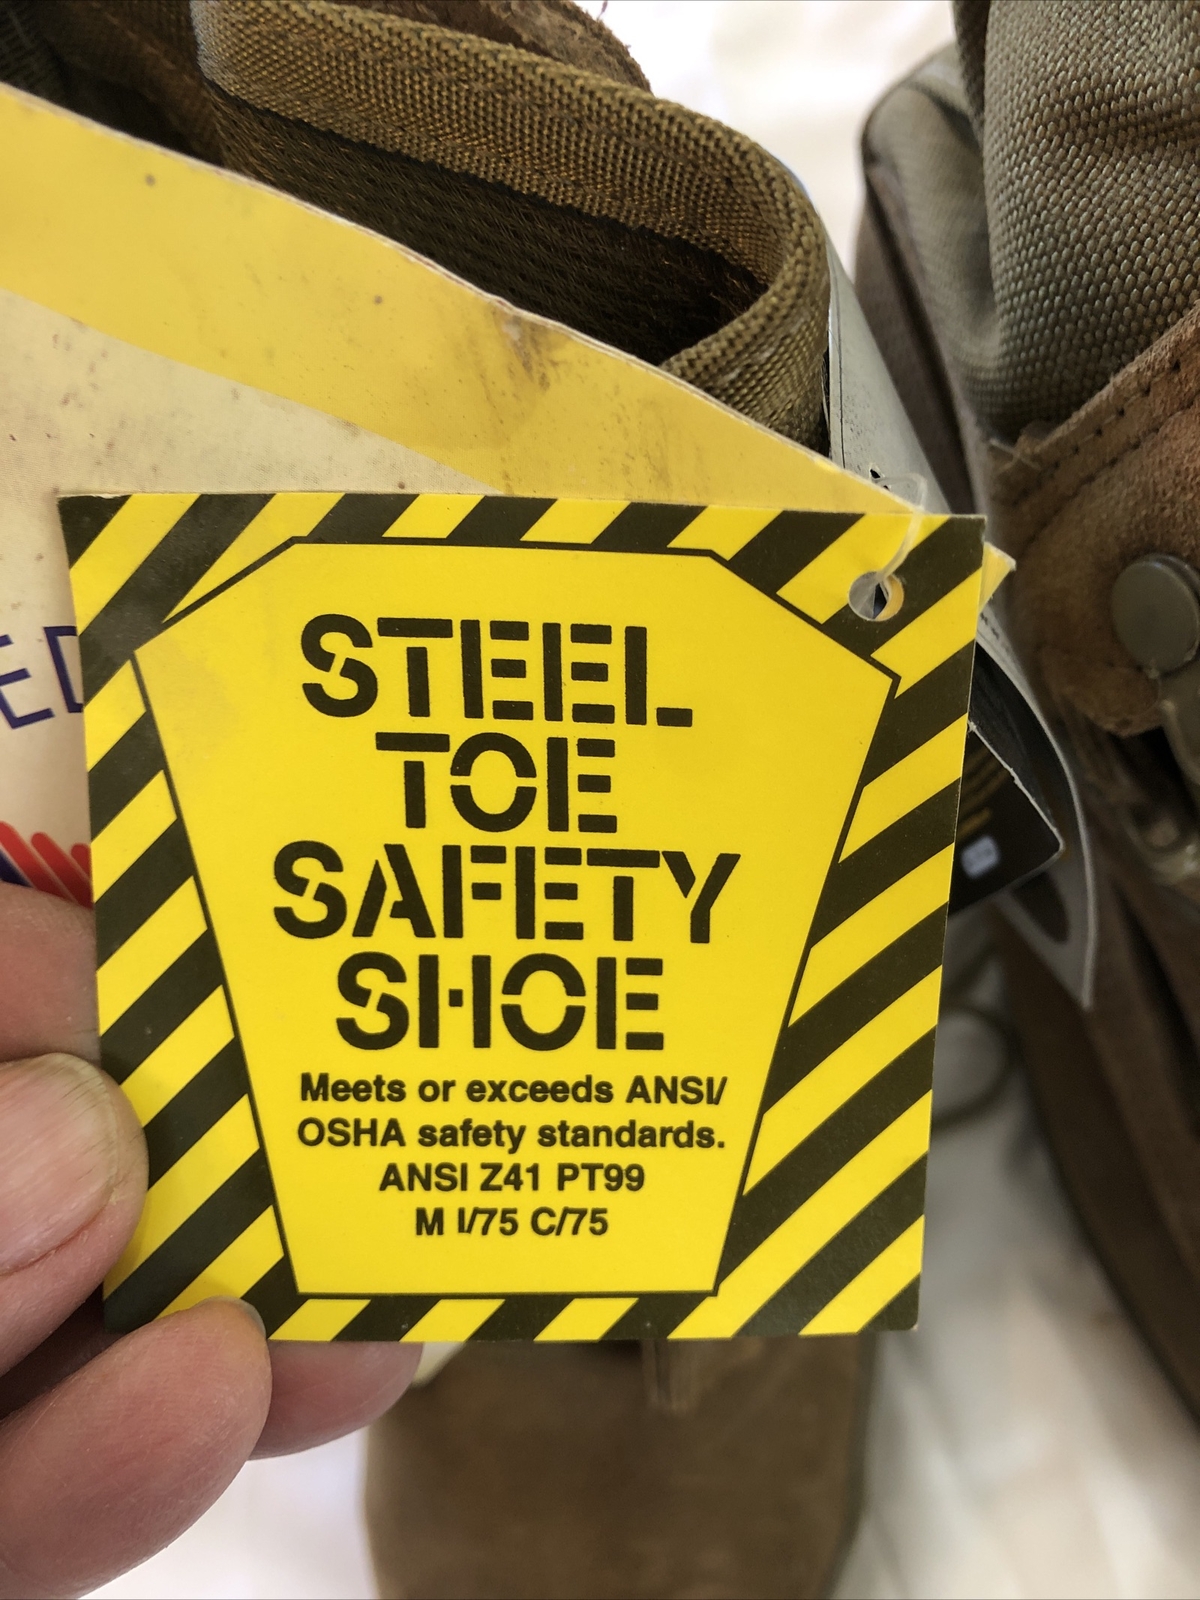 STEEL
TOE
SAFETY
SHOE
Meets or exceeds ANSI/
OSHA safety standards.
ANSI Z41 PT99
M I/75 C/75